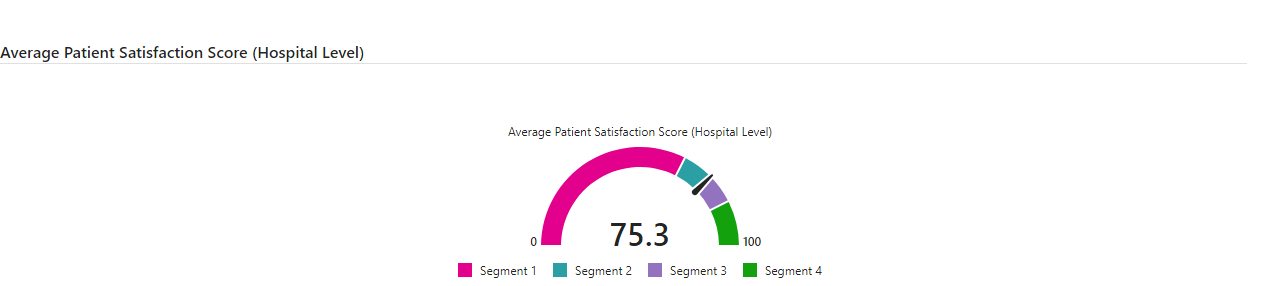 Average Patient Satisfaction Score (Hospital Level)
Average Patient Satisfaction Score (Hospital Level)
75.3
0 100
Segment 1 Segment 2 Segment 3 Segment 4